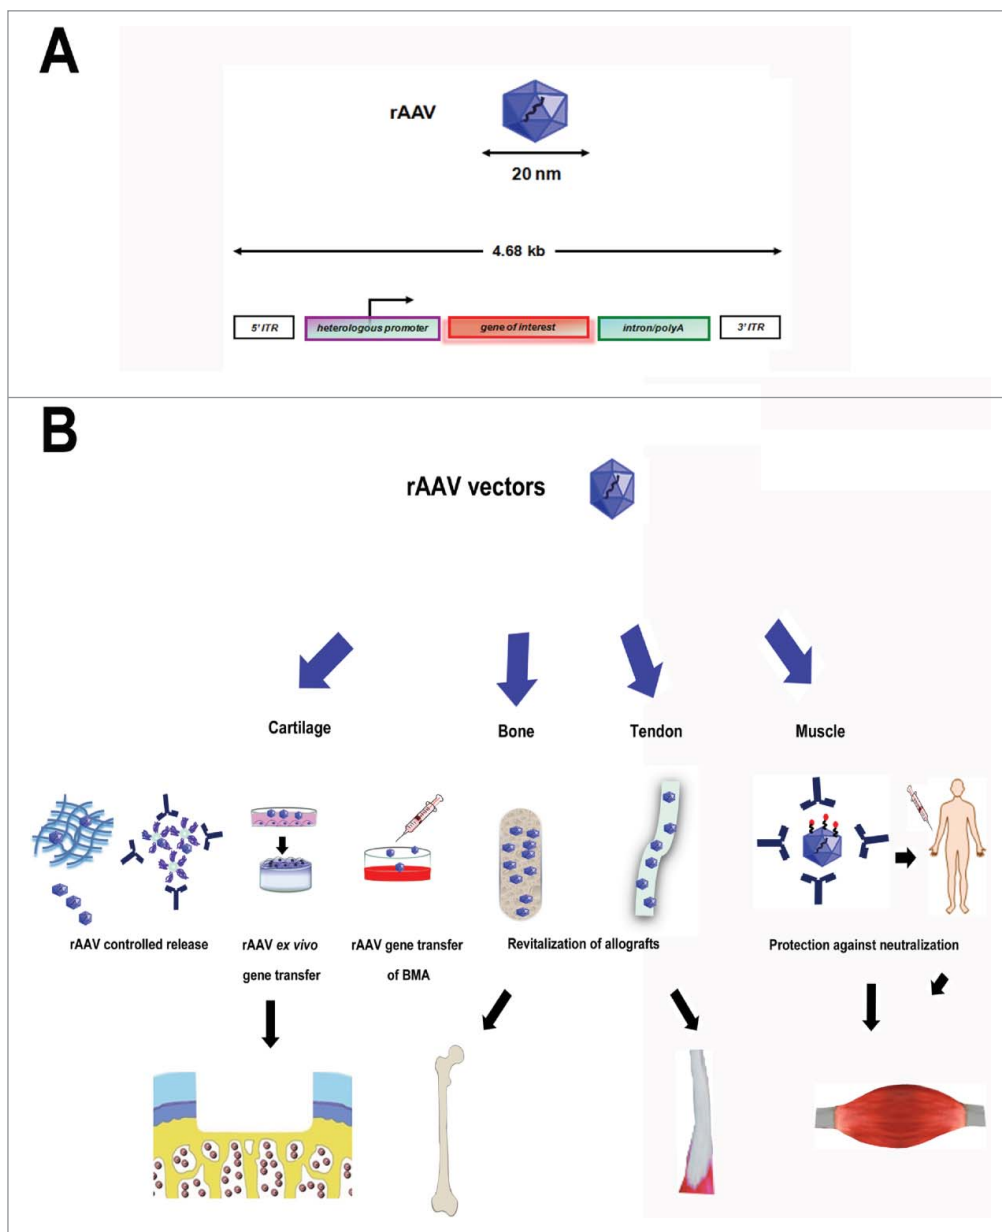 A
rAAV
20 nm
4.68 kb
5' ITR
heterologous promoter
gene of interest
intron/polyA
3' ITR
B
rAAV vectors
Cartilage
Bone
Tendon
Muscle
rAAV controlled release
rAAV ex vivo
gene transfer
rAAV gene transfer
of BMA
Revitalization of allografts
Protection against neutralization